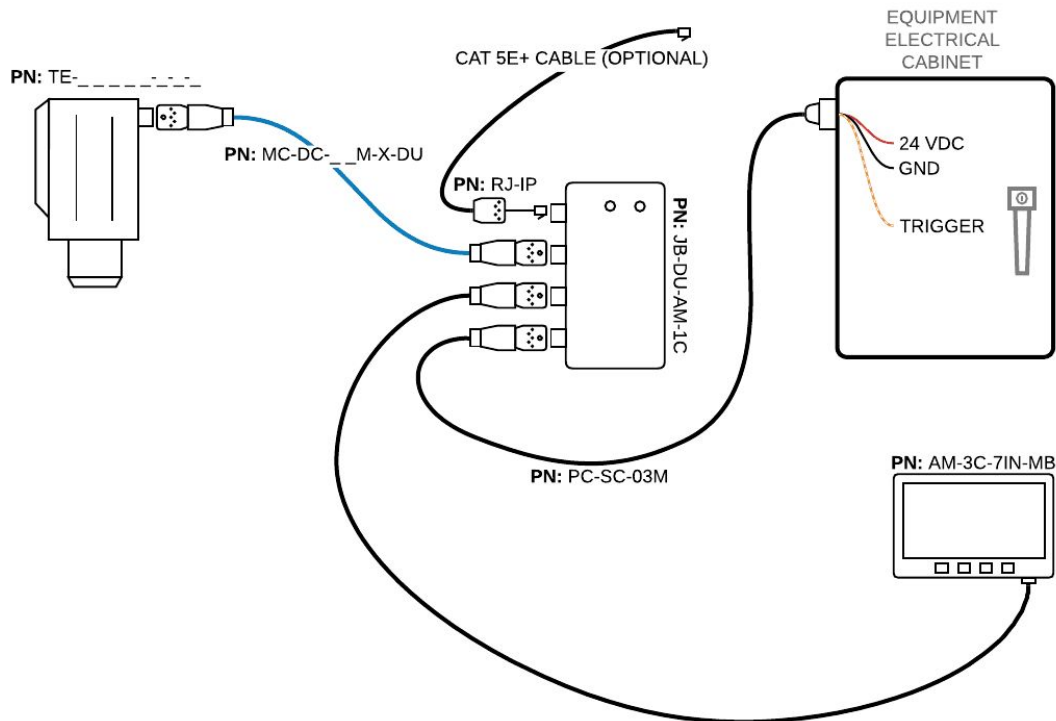 EQUIPMENT
ELECTRICAL
CABINET
CAT 5E+ CABLE (OPTIONAL)
PN: TE-_ _ _ _ _-_-_-_
24 VDC
GND
PN: MC-DC-_ _M-X-DU
PN: RJ-IP
PN: JB-DU-AM-1C
TRIGGER
PN: PC-SC-03M
PN: AM-3C-7IN-MB